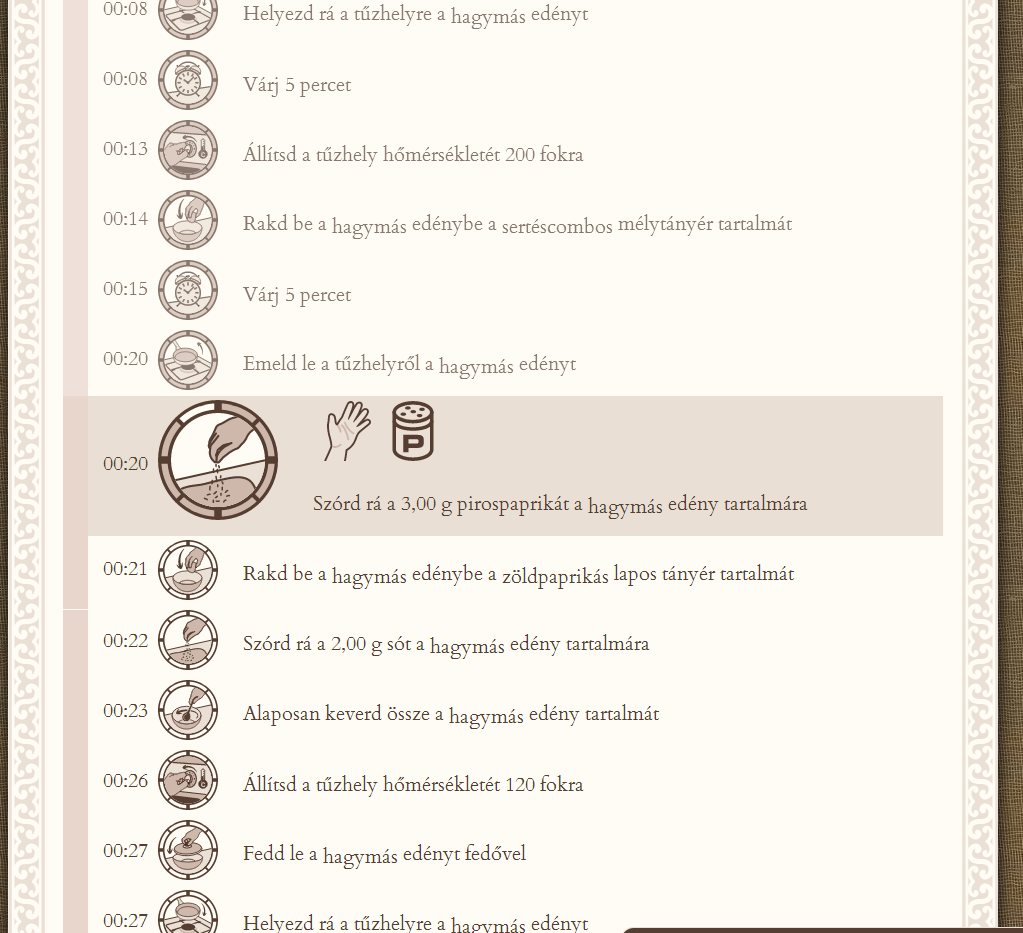 00:08 Helyezd rá a tűzhelyre a hagymás edényt
00:08 Várj 5 percet
00:13 Állítsd a tűzhely hőmérsékletét 200 fokra
00:14 Rakd be a hagymás edénybe a sertéscombos mélytányér tartalmát
00:15 Várj 5 percet
00:20 Emeld le a tűzhelyről a hagymás edényt
P
00:20 Szórd rá a 3,00 g pirospaprikát a hagymás edény tartalmára
00:21 Rakd be a hagymás edénybe a zöldpaprikás lapos tányér tartalmát
00:22 Szórd rá a 2,00 g sót a hagymás edény tartalmára
00:23 Alaposan keverd össze a hagymás edény tartalmát
00:26 Állítsd a tűzhely hőmérsékletét 120 fokra
00:27 Fedd le a hagymás edényt fedővel
00:27 Helyezd rá a tűzhelyre a hagymás edényt